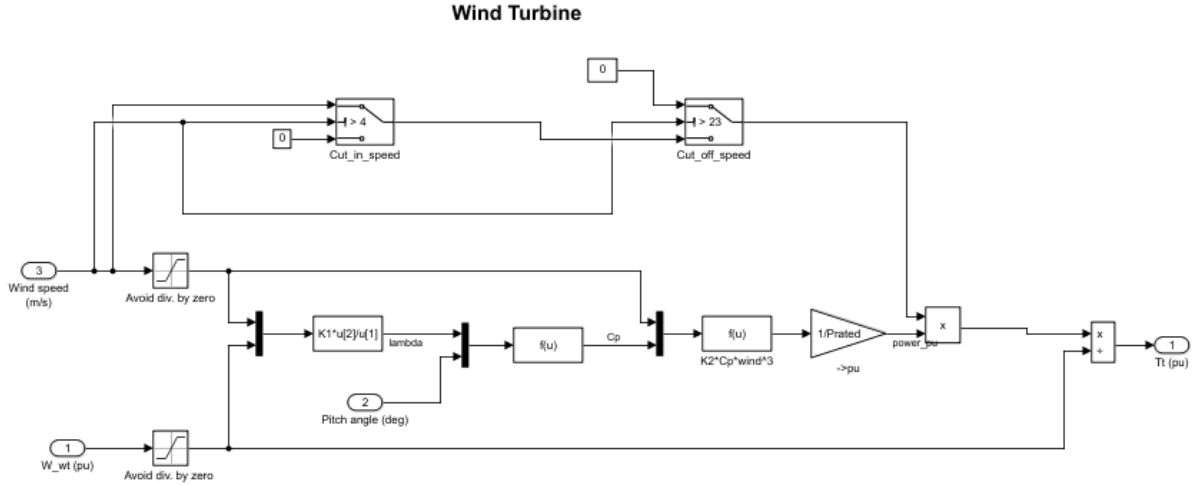 Wind Turbine
0
> 4
0
Cut_in_speed
> 23
Cut_off_speed
3
Wind speed
(m/s)
Avoid div. by zero
K1*u[2]/u[1]
lambda
f(u)
Cp
f(u)
K2*Cp*wind^3
1/Prated
->pu
power_pu
x
x
÷
1
Tt (pu)
2
Pitch angle (deg)
1
W_wt (pu)
Avoid div. by zero